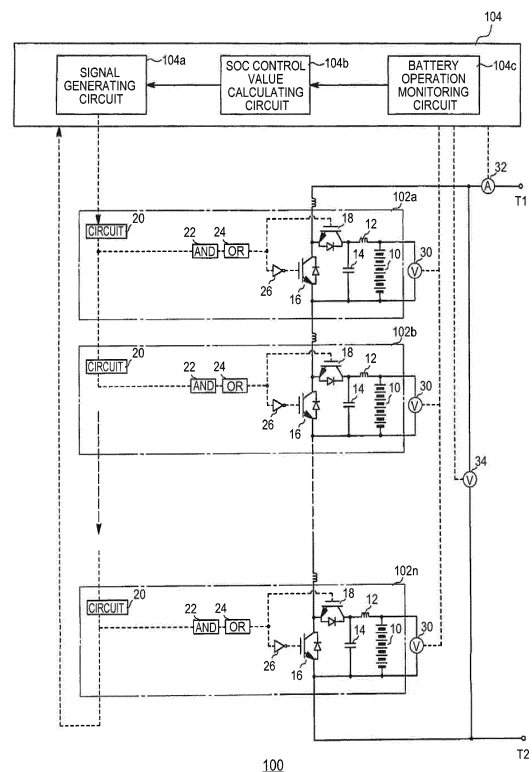 104
SIGNAL GENERATING CIRCUIT
104a
SOC CONTROL VALUE CALCULATING CIRCUIT
104b
BATTERY OPERATION MONITORING CIRCUIT
104c
32
A
T1
102a
20
CIRCUIT
22
24
AND
OR
26
16
18
12
14
10
30
V
102b
20
CIRCUIT
22
24
AND
OR
26
16
18
12
14
10
30
V
34
V
102n
20
CIRCUIT
22
24
AND
OR
26
16
18
12
14
10
30
V
T2
100